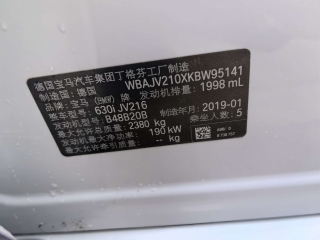 德国宝马汽车集团丁格芬工厂制造
制造国：德国 WBAJV210XKBW95141
品牌：宝马（BMW）牌 发动机排量：1998 mL
整车型号：630i JV216
发动机型号：B48B20B 制造年月：2019-01
最大允许总质量：2380 kg 乘坐人数：5
发动机最大净功率：190 kW
最大允许牵引质量：-- kg